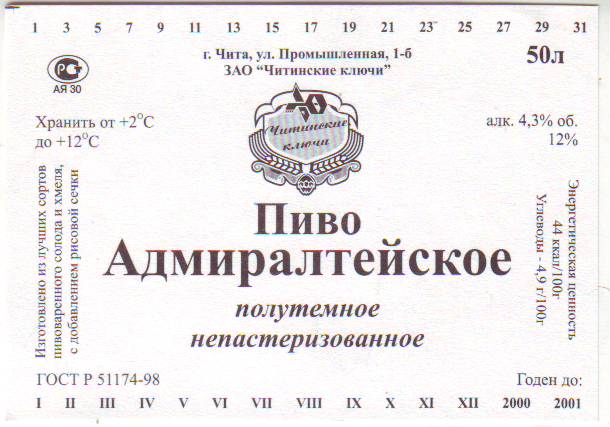 1 3 5 7 9 11 13 15 17 19 21 23 25 27 29 31
г. Чита, ул. Промышленная, 1-б
ЗАО “Читинские ключи”
50л
РСТ
АЯ 30
Хранить от +2°С
до +12°С
Читинские
ключи
алк. 4,3% об.
12%
Изготовлено из лучших сортов
пивоваренного солода и хмеля,
с добавлением рисовой сечки
Пиво
Адмиралтейское
полутемное
непастеризованное
Энергетическая ценность
44 ккал/100г
Углеводы - 4,9 г/100г
ГОСТ Р 51174-98
Годен до:
I II III IV V VI VII VIII IX X XI XII 2000 2001